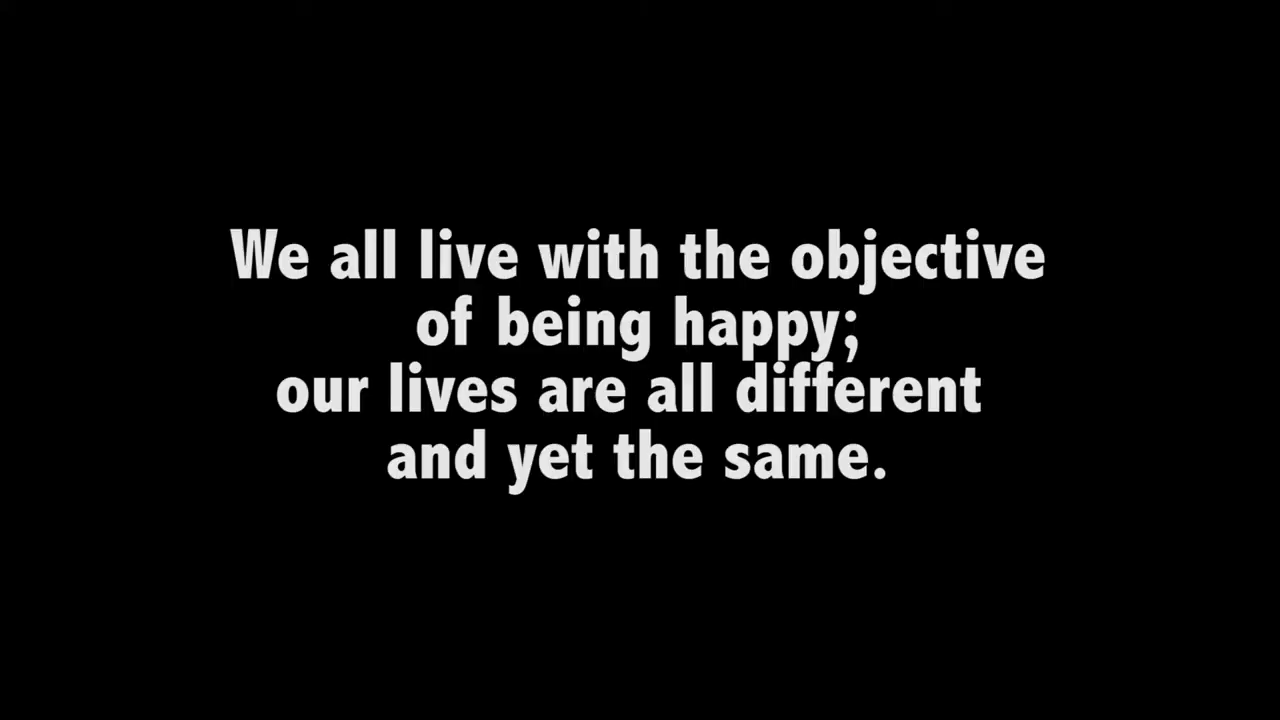 We all live with the objective
of being happy;
our lives are all different
and yet the same.